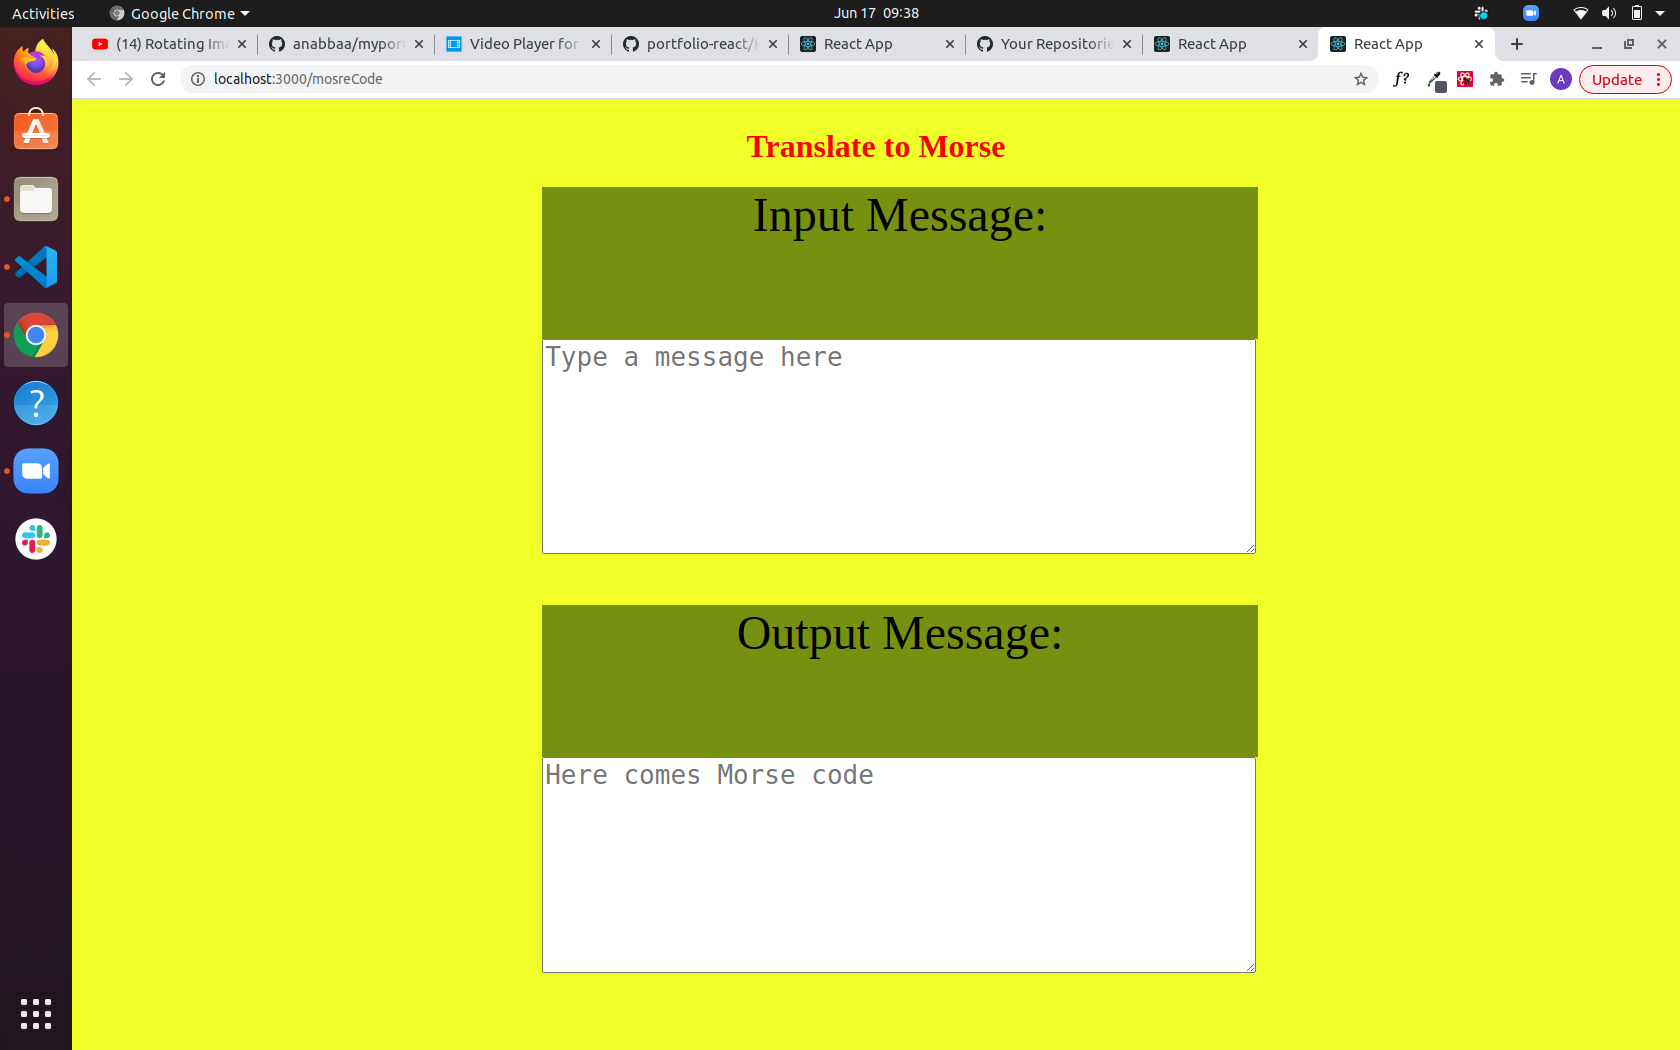 Activities Google Chrome Jun 17 09:38
(14) Rotating Im anabbaa/mypor Video Player for portfolio-react/ React App Your Repositorie React App React App
localhost:3000/mosreCode f? A Update
Translate to Morse
Input Message:
Type a message here
Output Message:
Here comes Morse code